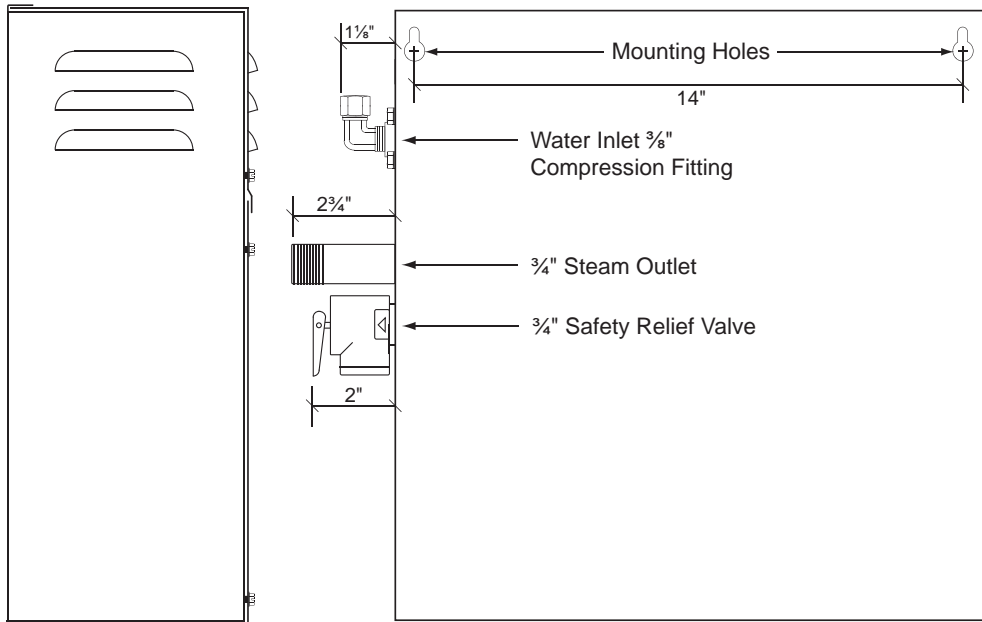 1⅛"
Mounting Holes
14"
Water Inlet ⅜"
Compression Fitting
2¾"
¾" Steam Outlet
¾" Safety Relief Valve
2"